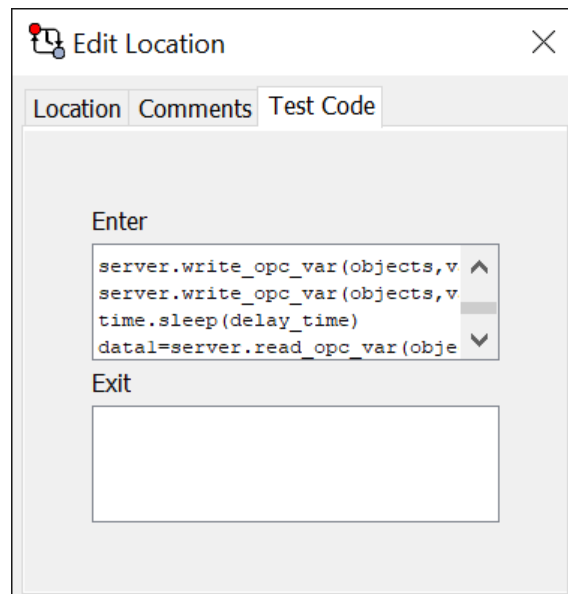 Edit Location
Location Comments Test Code
Enter
server.write_opc_var(objects,v
server.write_opc_var(objects,v
time.sleep(delay_time)
data1=server.read_opc_var(obje
Exit